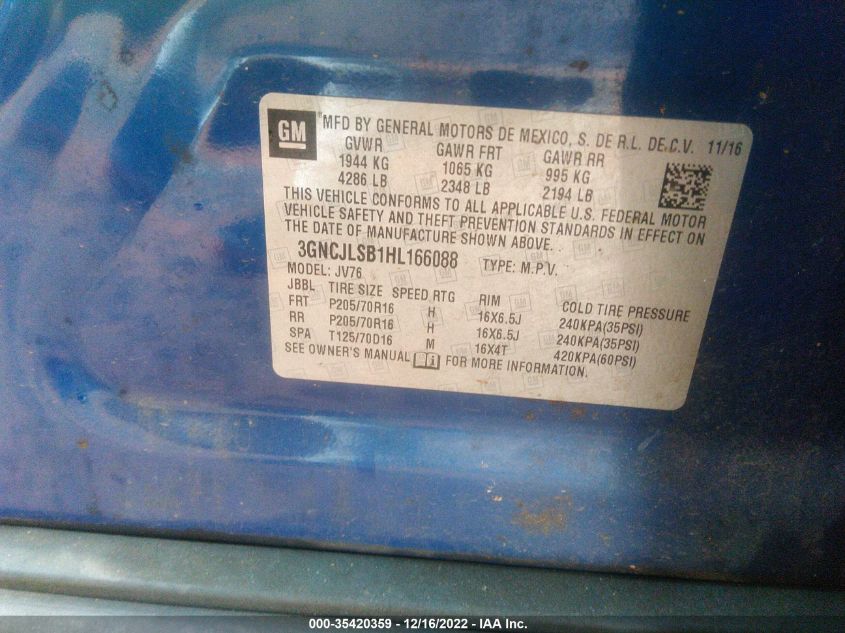 GM MFD BY GENERAL MOTORS DE MEXICO, S. DE R.L. DE.C.V. 11/16
GVWR GAWR FRT GAWR RR
1944 KG 1065 KG 995 KG
4286 LB 2348 LB 2194 LB
THIS VEHICLE CONFORMS TO ALL APPLICABLE U.S. FEDERAL MOTOR
VEHICLE SAFETY AND THEFT PREVENTION STANDARDS IN EFFECT ON
THE DATE OF MANUFACTURE SHOWN ABOVE.
3GNCJLSB1HL166088 TYPE: M.P.V.
MODEL: JV76
JBBL TIRE SIZE SPEED RTG RIM COLD TIRE PRESSURE
FRT P205/70R16 H 16X6.5J 240KPA(35PSI)
RR P205/70R16 H 16X6.5J 240KPA(35PSI)
SPA T125/70D16 M 16X4T 420KPA(60PSI)
SEE OWNER'S MANUAL FOR MORE INFORMATION.
000-35420359 - 12/16/2022 - IAA Inc.